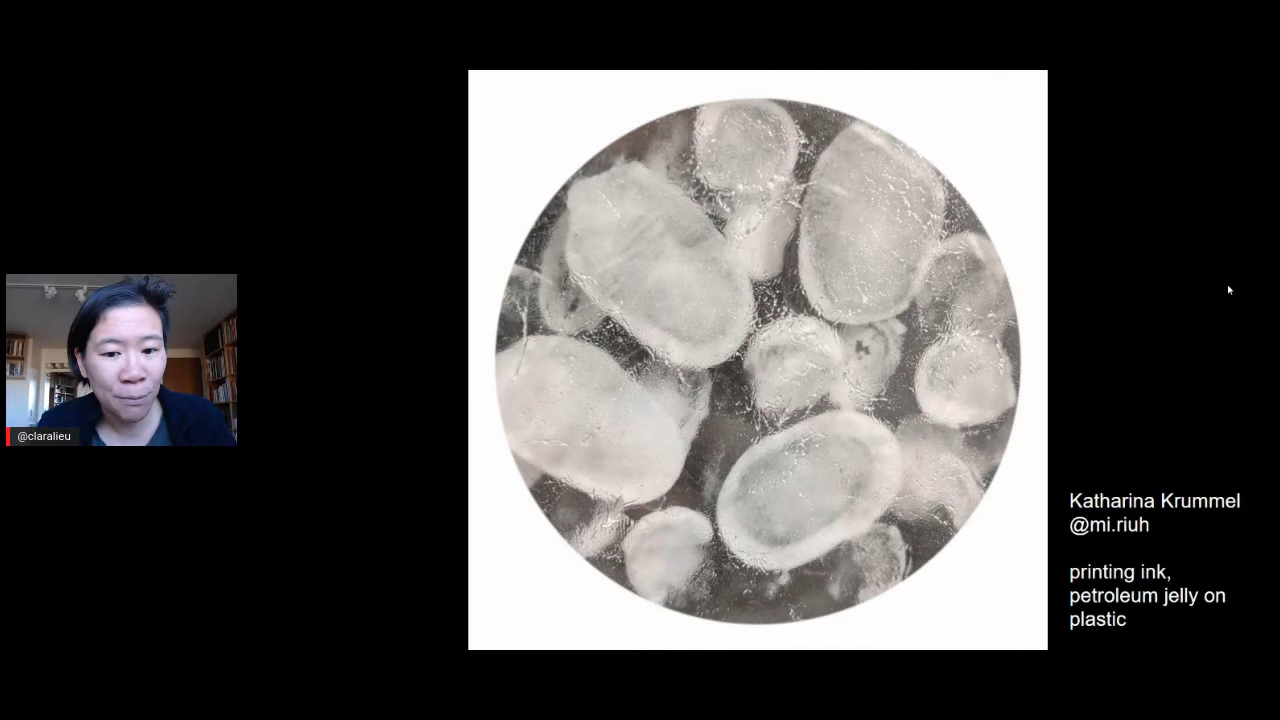 @claralieu
Katharina Krummel
@mi.riuh
printing ink,
petroleum jelly on
plastic